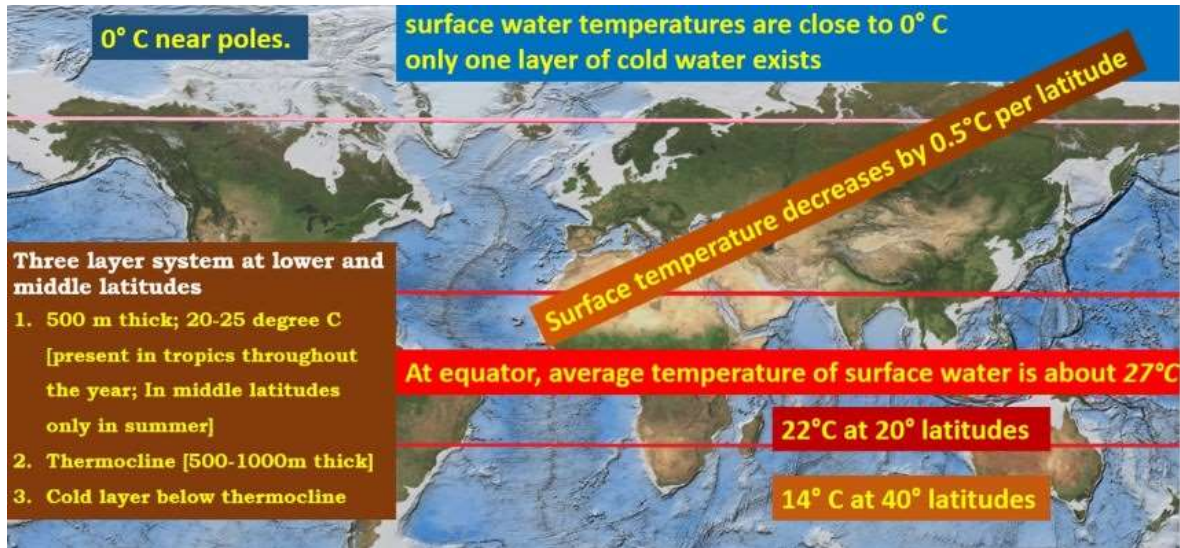 0° C near poles.
surface water temperatures are close to 0° C
only one layer of cold water exists
Surface temperature decreases by 0.5°C per latitude
Three layer system at lower and
middle latitudes
1. 500 m thick; 20-25 degree C
[present in tropics throughout
the year; In middle latitudes
only in summer]
2. Thermocline [500-1000m thick]
3. Cold layer below thermocline
At equator, average temperature of surface water is about 27°C
22°C at 20° latitudes
14° C at 40° latitudes